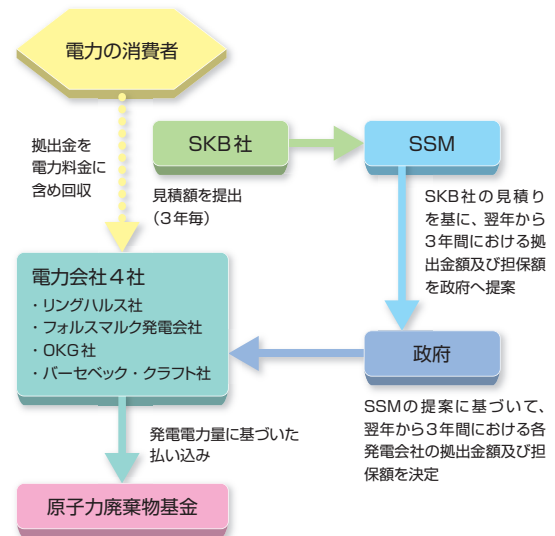 電力の消費者
拠出金を
電力料金に
含め回収
SKB社
見積額を提出
（3年毎）
SSM
SKB社の見積り
を基に、翌年から
3年間における拠
出金額及び担保額
を政府へ提案
電力会社4社
・リングハルス社
・フォルスマルク発電会社
・OKG社
・バーセベック・クラフト社
政府
SSMの提案に基づいて、
翌年から3年間における各
発電会社の拠出金額及び担
保額を決定
発電電力量に基づいた
払い込み
原子力廃棄物基金